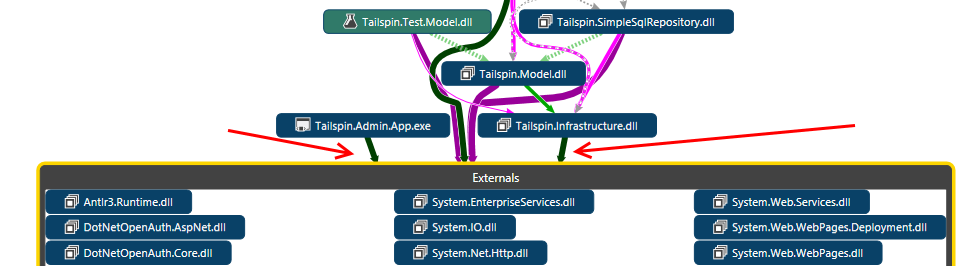 Tailspin.Test.Model.dll
Tailspin.SimpleSqlRepository.dll
Tailspin.Model.dll
Tailspin.Admin.App.exe
Tailspin.Infrastructure.dll
Externals
Antlr3.Runtime.dll
System.EnterpriseServices.dll
System.Web.Services.dll
DotNetOpenAuth.AspNet.dll
System.IO.dll
System.Web.WebPages.Deployment.dll
DotNetOpenAuth.Core.dll
System.Net.Http.dll
System.Web.WebPages.dll